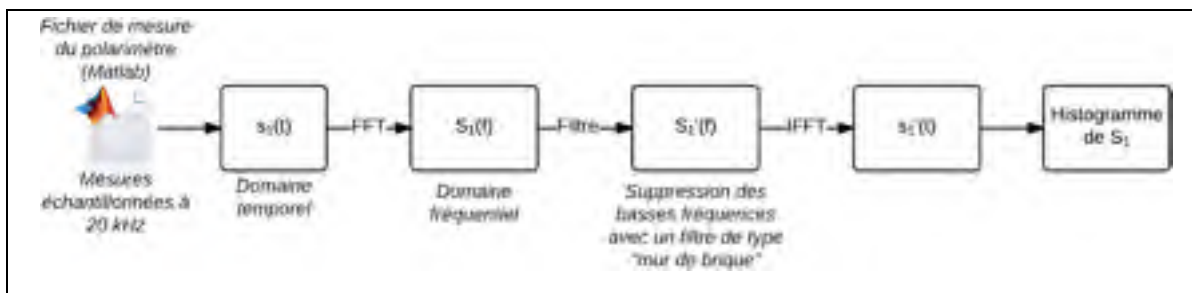 Fichier de mesure
du polarimètre
(Matlab)
Mesures
échantillonnées à
20 kHz
s₁(t)
Domaine
temporel
FFT
S₁(f)
Domaine
fréquentiel
Filtre
S₁'(f)
Suppression des
basses fréquences
avec un filtre de type
"mur de brique"
IFFT
s₁'(t)
Histogramme
de S₁